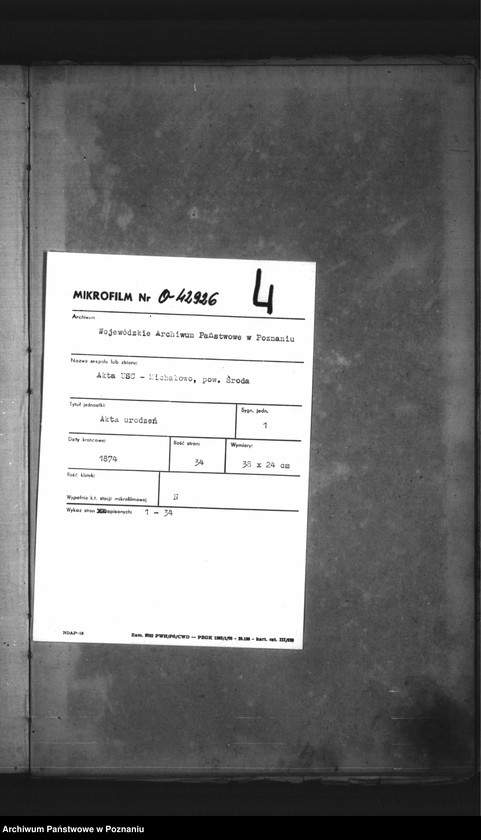 MIKROFILM Nr O-42926
4
Archiwum
Wojewódzkie Archiwum Państwowe w Poznaniu
Nazwa zespołu lub zbioru:
Akta USC - Michałowo, pow. Środa
Tytuł jednostki:
Akta urodzeń
Sygn. jedn.
1
Daty krańcowe:
1874
Ilość stron:
34
Wymiary:
38 x 24 cm
Ilość klatek:
Wypełnia k.t. stacji mikrofilmowej
N
Wykaz stron zapisanych: 1 - 34
NDAP-18
Archiwum Państwowe w Poznaniu